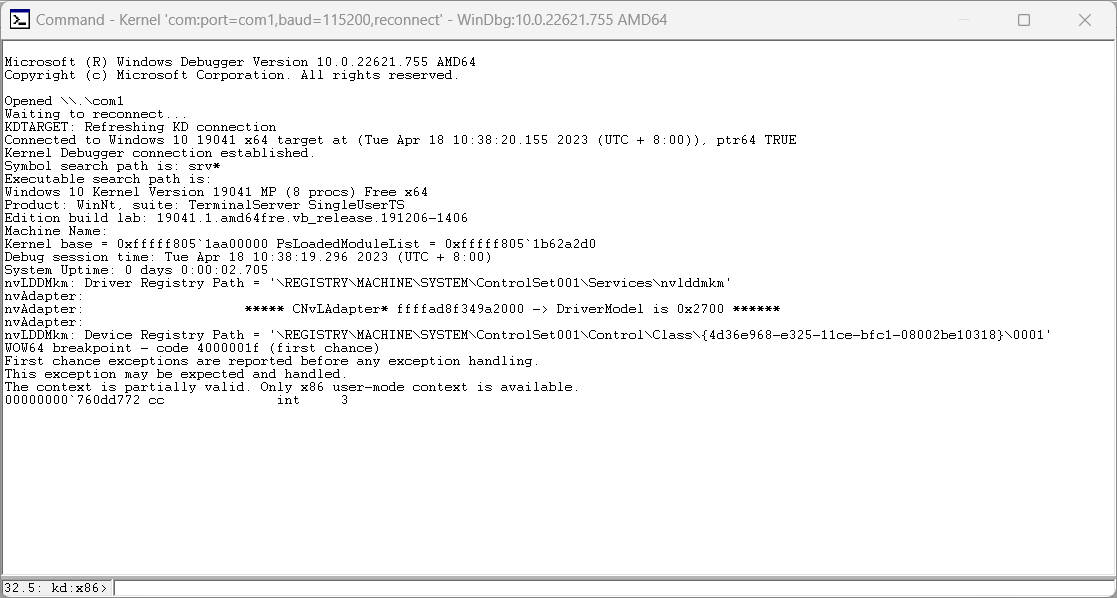 Command - Kernel 'com:port=com1,baud=115200,reconnect' - WinDbg:10.0.22621.755 AMD64
Microsoft (R) Windows Debugger Version 10.0.22621.755 AMD64
Copyright (c) Microsoft Corporation. All rights reserved.
Opened \\.\com1
Waiting to reconnect...
KDTARGET: Refreshing KD connection
Connected to Windows 10 19041 x64 target at (Tue Apr 18 10:38:20.155 2023 (UTC + 8:00)), ptr64 TRUE
Kernel Debugger connection established.
Symbol search path is: srv*
Executable search path is:
Windows 10 Kernel Version 19041 MP (8 procs) Free x64
Product: WinNt, suite: TerminalServer SingleUserTS
Edition build lab: 19041.1.amd64fre.vb_release.191206-1406
Machine Name:
Kernel base = 0xfffff805`1aa00000 PsLoadedModuleList = 0xfffff805`1b62a2d0
Debug session time: Tue Apr 18 10:38:19.296 2023 (UTC + 8:00)
System Uptime: 0 days 0:00:02.705
nvLDDMkm: Driver Registry Path = '\REGISTRY\MACHINE\SYSTEM\ControlSet001\Services\nvlddmkm'
nvAdapter:
nvAdapter:                    ***** CNvLAdapter* ffffad8f349a2000 -> DriverModel is 0x2700 ******
nvAdapter:
nvLDDMkm: Device Registry Path = '\REGISTRY\MACHINE\SYSTEM\ControlSet001\Control\Class\{4d36e968-e325-11ce-bfc1-08002be10318}\0001'
WOW64 breakpoint - code 4000001f (first chance)
First chance exceptions are reported before any exception handling.
This exception may be expected and handled.
The context is partially valid. Only x86 user-mode context is available.
00000000`760dd772 cc              int     3
32.5: kd:x86>